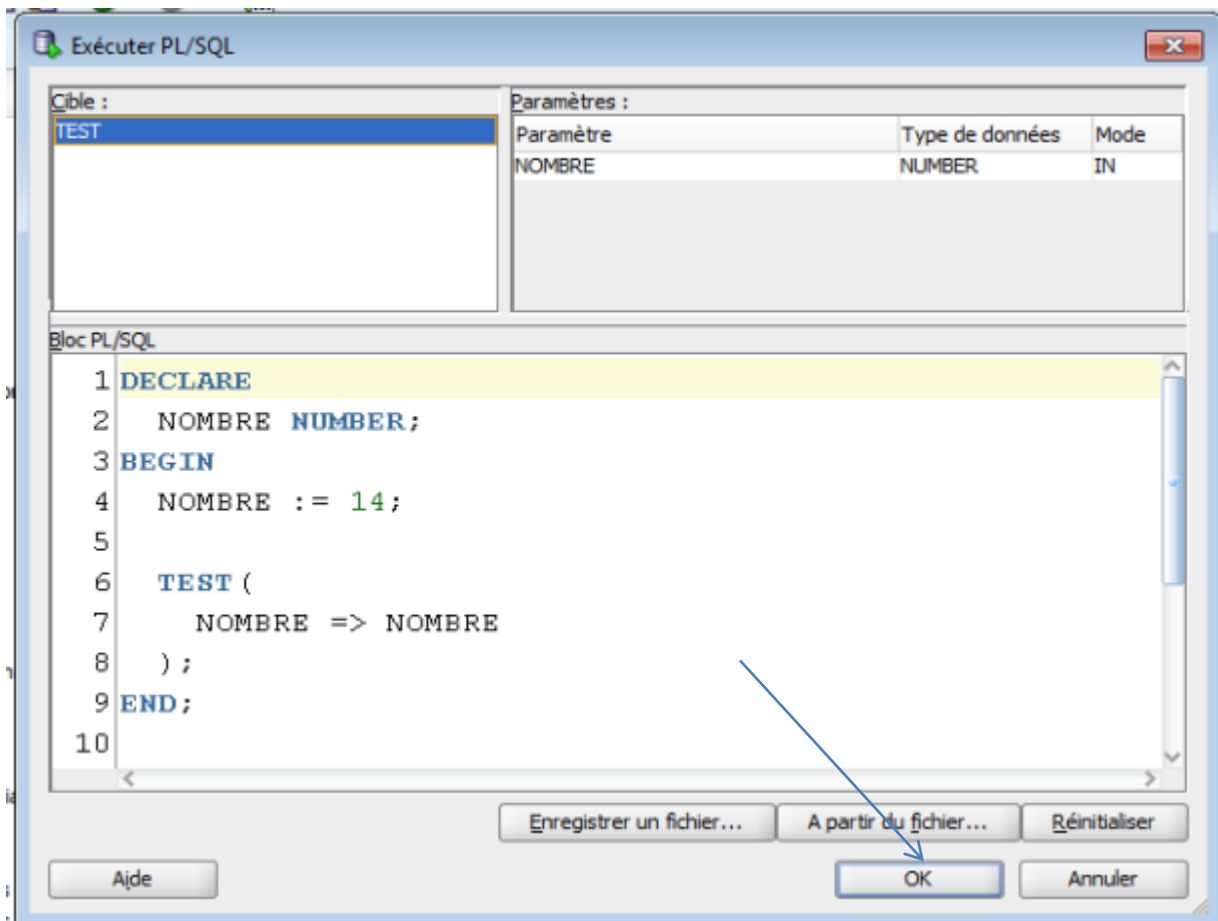 Exécuter PL/SQL
Cible :
TEST
Paramètres :
Paramètre Type de données Mode
NOMBRE NUMBER IN
Bloc PL/SQL
1 DECLARE
2 NOMBRE NUMBER;
3 BEGIN
4 NOMBRE := 14;
5
6 TEST (
7 NOMBRE => NOMBRE
8 );
9 END;
10
Enregistrer un fichier... A partir du fichier... Réinitialiser
Aide OK Annuler